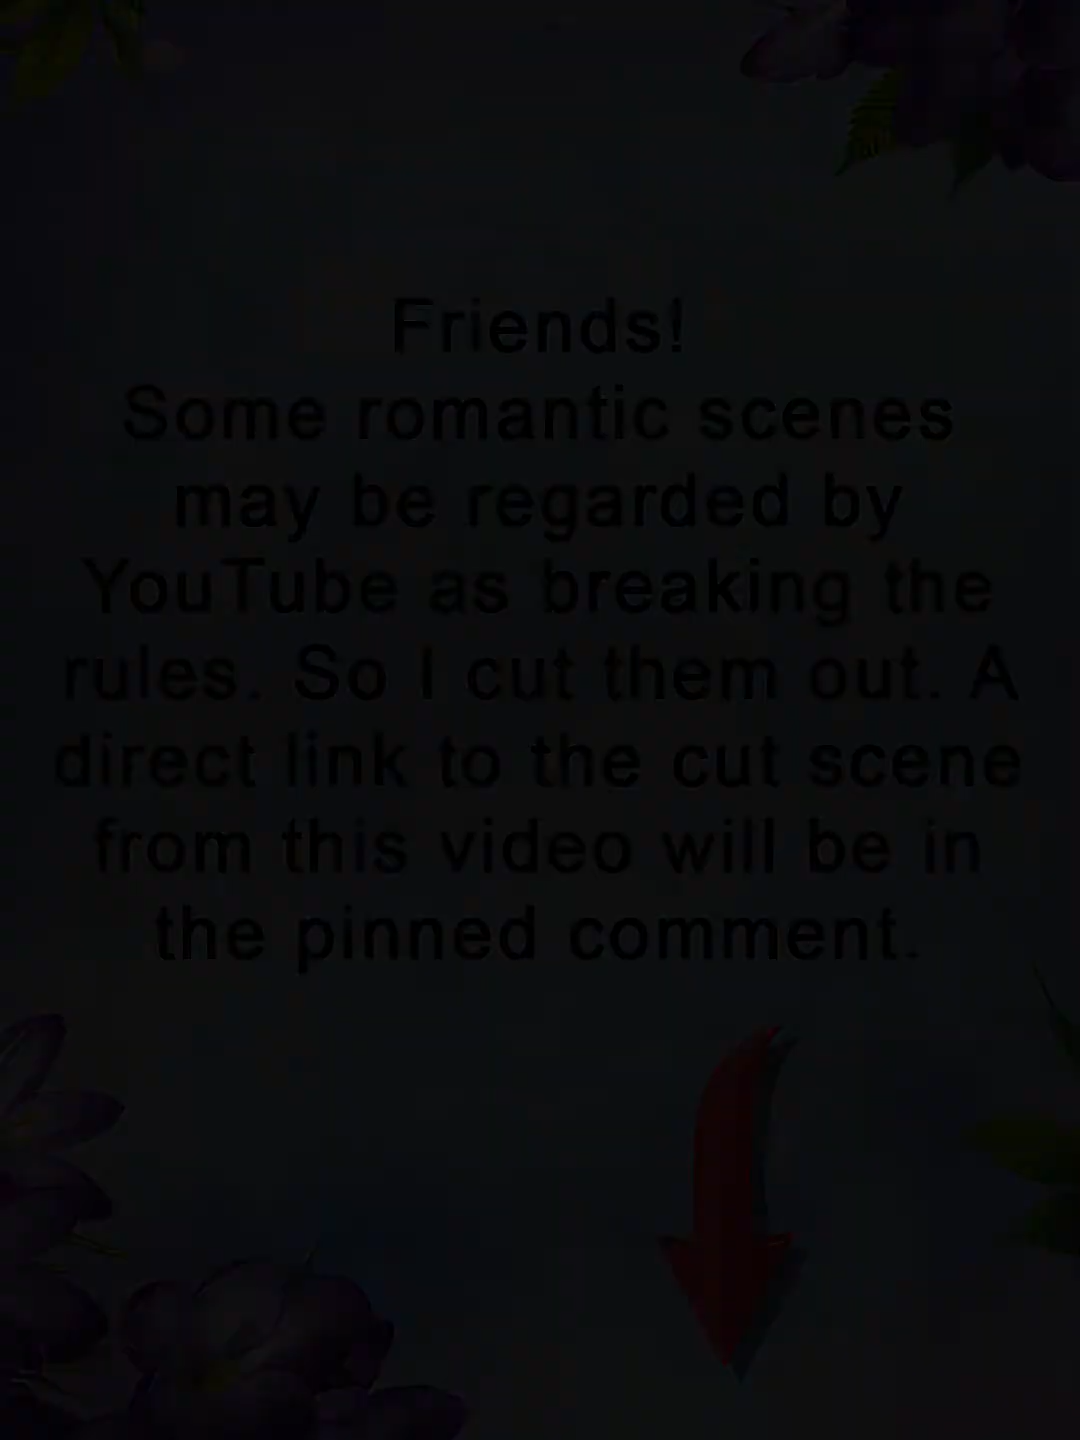 Friends!
Some romantic scenes
may be regarded by
YouTube as breaking the
rules. So I cut them out. A
direct link to the cut scene
from this video will be in
the pinned comment.